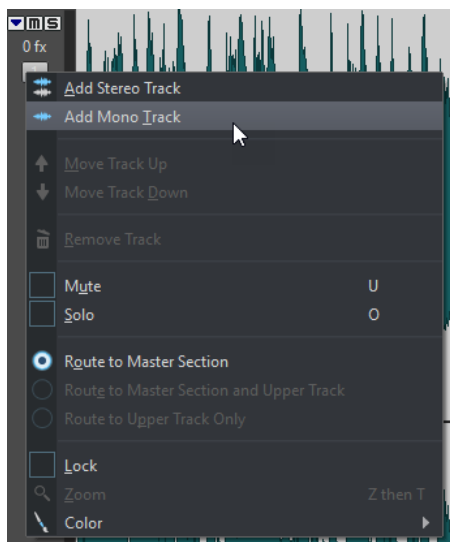 m s
0 fx
1
Add Stereo Track
Add Mono Track
Move Track Up
Move Track Down
Remove Track
Mute U
Solo O
Route to Master Section
Route to Master Section and Upper Track
Route to Upper Track Only
Lock
Zoom Z then T
Color